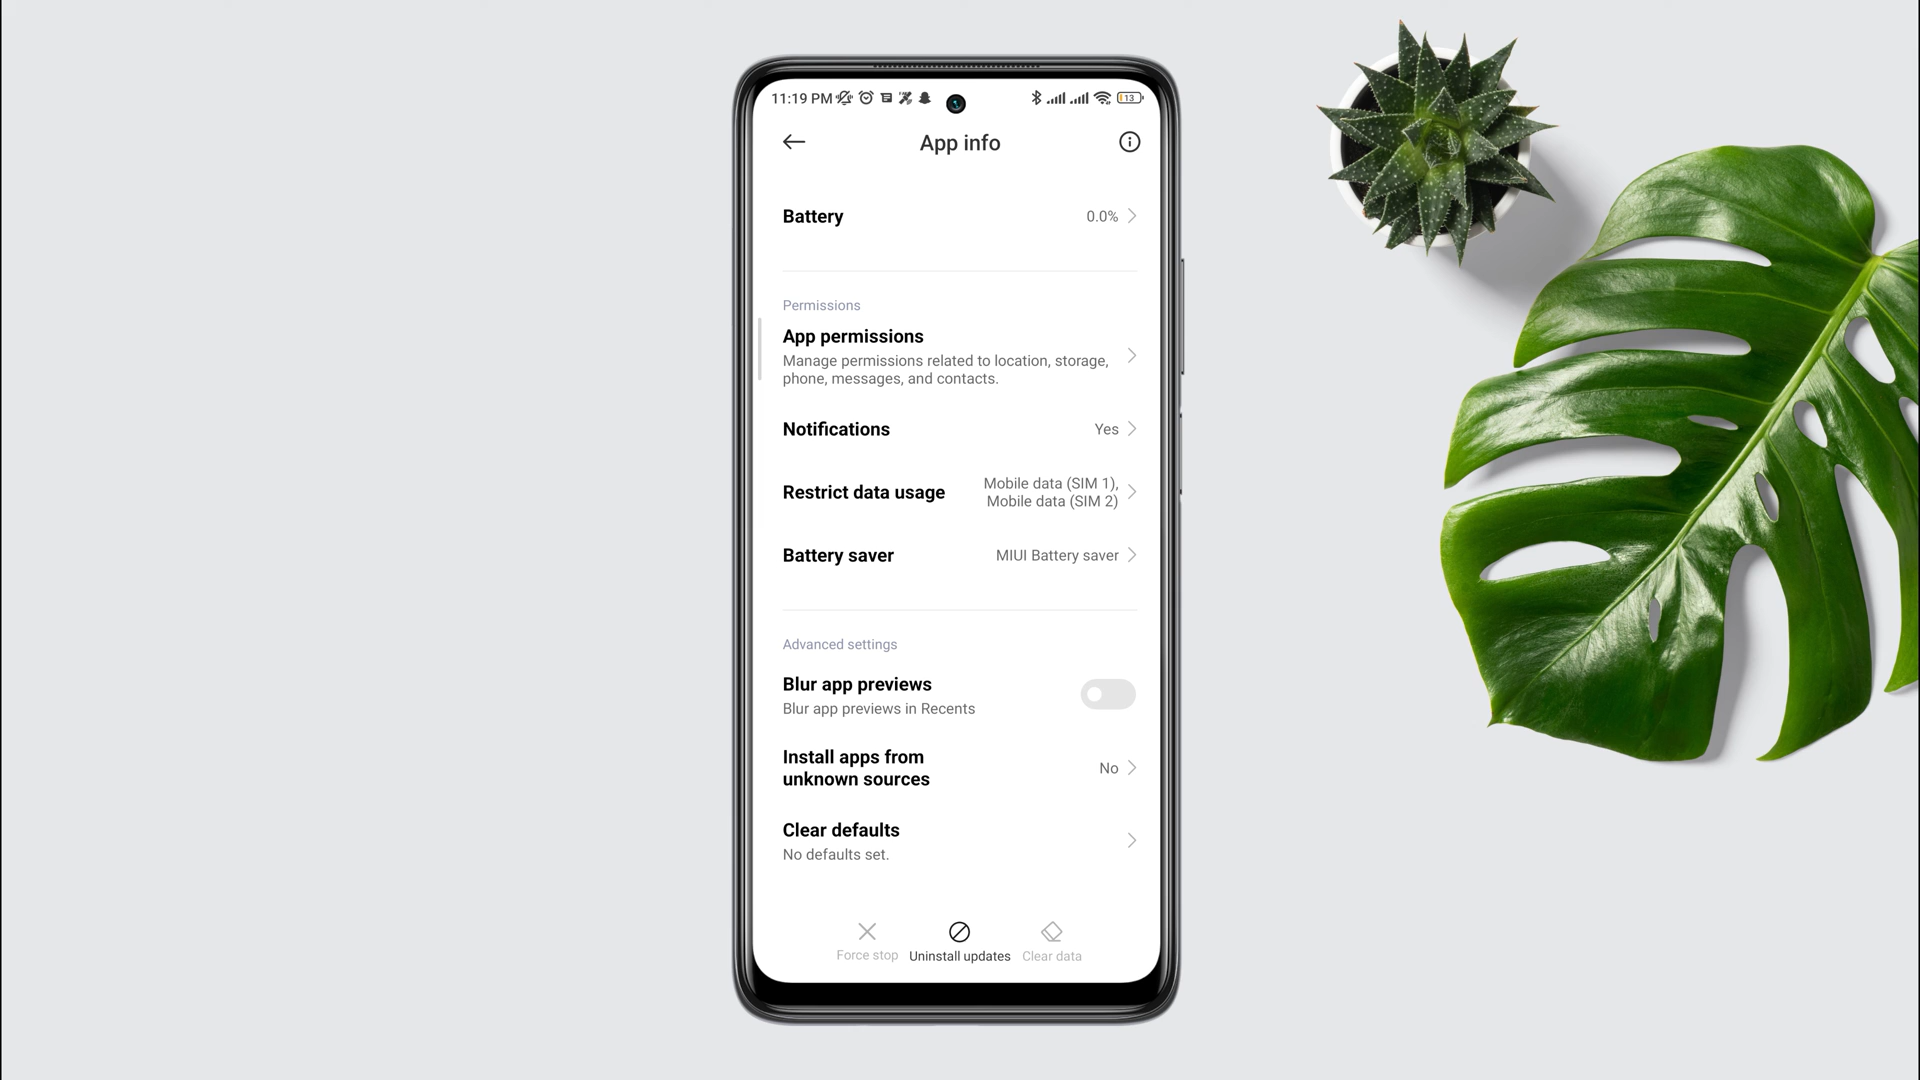 11:19 PM
13
App info
Battery
0.0%
Permissions
App permissions
Manage permissions related to location, storage,
phone, messages, and contacts.
Notifications
Yes
Restrict data usage
Mobile data (SIM 1),
Mobile data (SIM 2)
Battery saver
MIUI Battery saver
Advanced settings
Blur app previews
Blur app previews in Recents
Install apps from
unknown sources
No
Clear defaults
No defaults set.
Force stop
Uninstall updates
Clear data